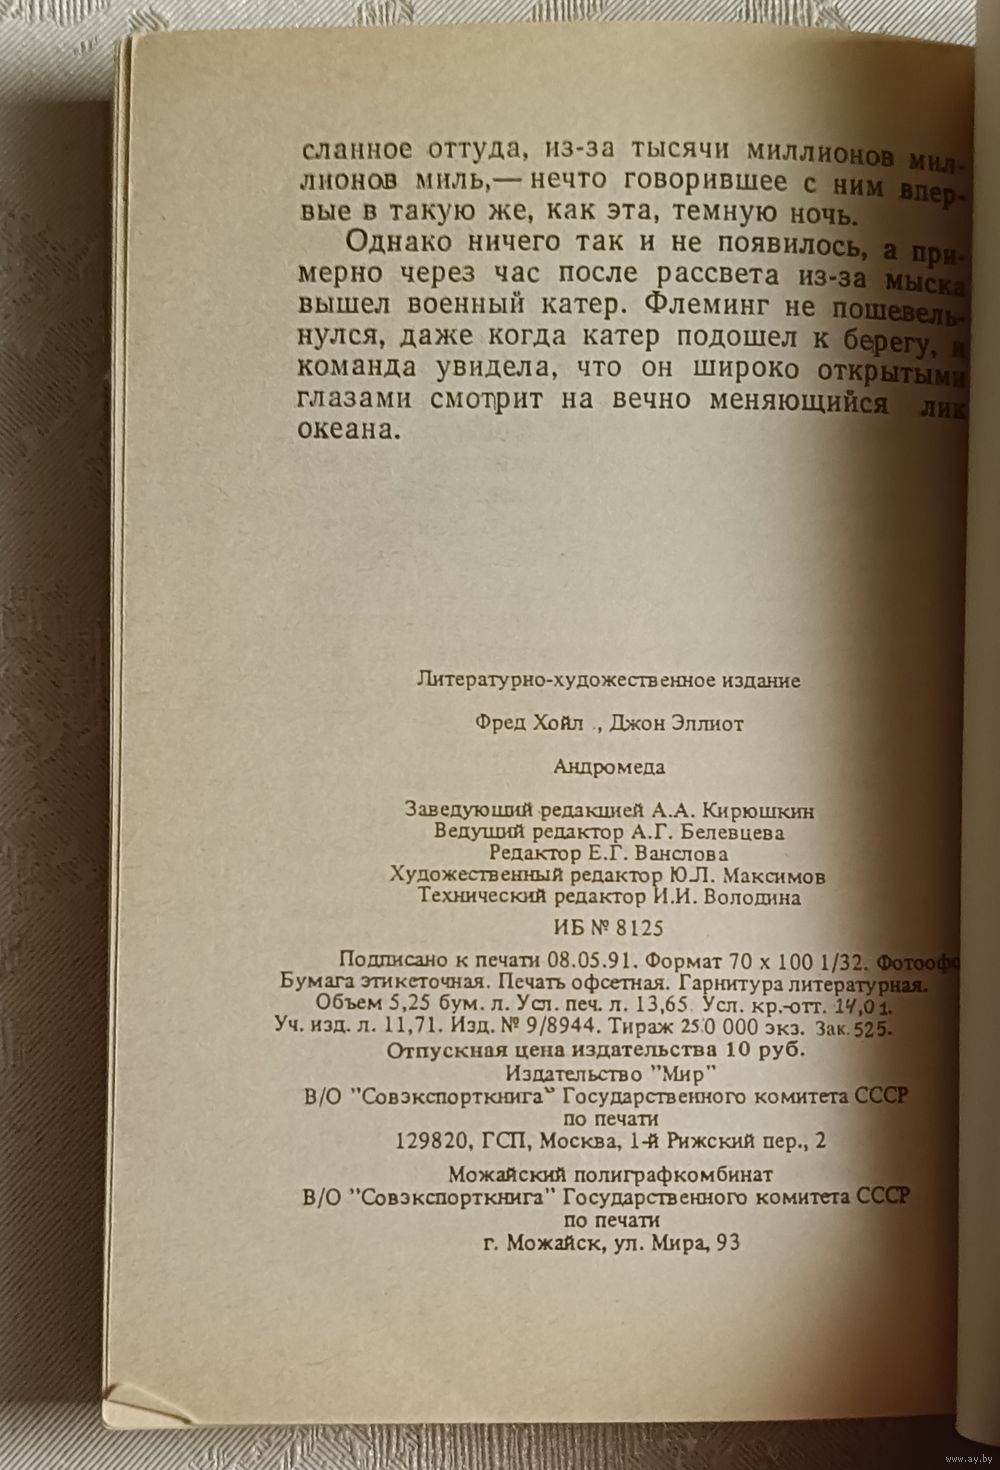 сланное оттуда, из-за тысячи миллионов мил-
лионов миль,— нечто говорившее с ним впер-
вые в такую же, как эта, темную ночь.
Однако ничего так и не появилось, а при-
мерно через час после рассвета из-за мыска
вышел военный катер. Флеминг не пошевель-
нулся, даже когда катер подошел к берегу, и
команда увидела, что он широко открытыми
глазами смотрит на вечно меняющийся лик
океана.
Литературно-художественное издание
Фред Хойл , Джон Эллиот
Андромеда
Заведующий редакцией А.А. Кирюшкин
Ведущий редактор А.Г. Белевцева
Редактор Е.Г. Ванслова
Художественный редактор Ю.Л. Максимов
Технический редактор И.И. Володина
ИБ № 8125
Подписано к печати 08.05.91. Формат 70 х 100 1/32.
Бумага этикеточная. Печать офсетная. Гарнитура литературная.
Объем 5,25 бум. л. Усл. печ. л. 13,65. Усл. кр.-отт. 14,01.
Уч. изд. л. 11,71. Изд. № 9/8944. Тираж 250 000 экз. Зак. 525.
Отпускная цена издательства 10 руб.
Издательство "Мир"
В/О "Совэкспорткнига" Государственного комитета СССР
по печати
129820, ГСП, Москва, 1-й Рижский пер., 2
Можайский полиграфкомбинат
В/О "Совэкспорткнига" Государственного комитета СССР
по печати
г. Можайск, ул. Мира, 93
www.ay.by